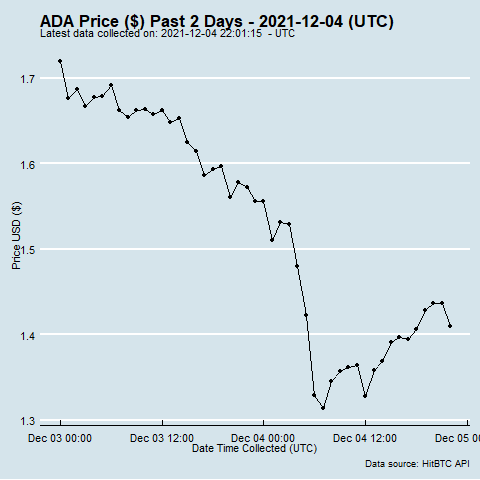 ADA Price ($) Past 2 Days - 2021-12-04 (UTC)
Latest data collected on: 2021-12-04 22:01:15  - UTC
1.7
1.6
1.5
1.4
1.3
Price USD ($)
Dec 03 00:00
Dec 03 12:00
Dec 04 00:00
Dec 04 12:00
Dec 05 0
Date Time Collected (UTC)
Data source: HitBTC API